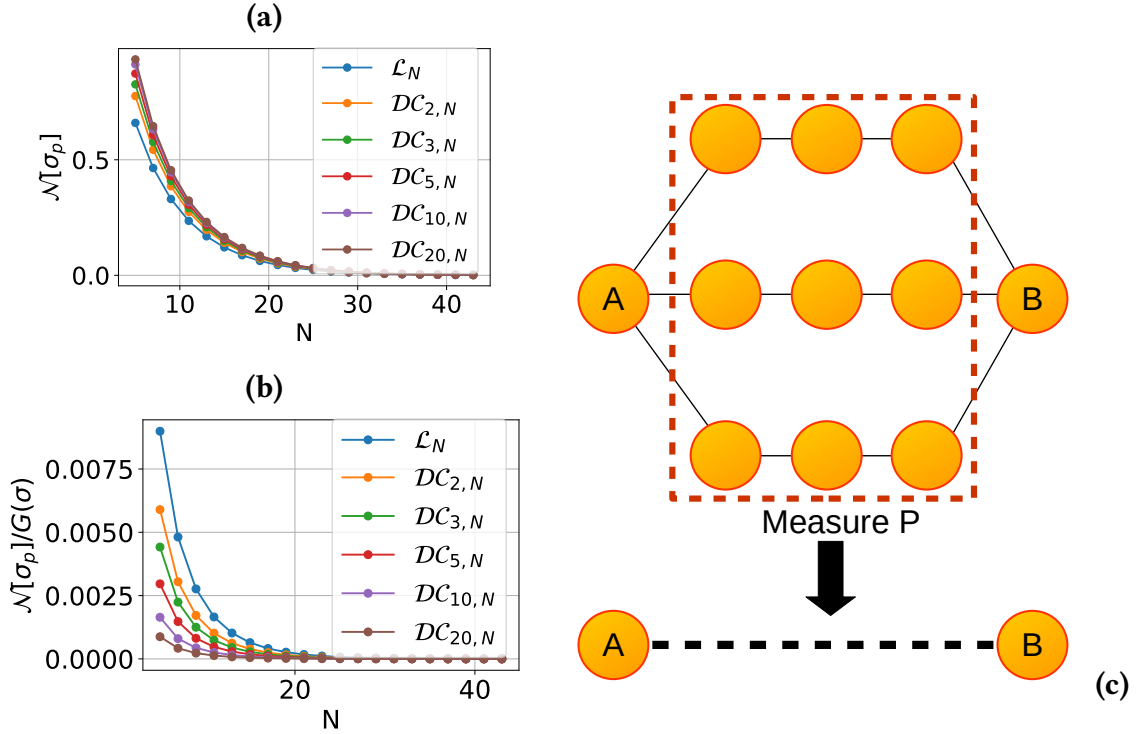 (a)
𝒩[σ_p]
0.5
0.0
10
20
30
40
N
ℒ_N
𝒟𝒞_{2,N}
𝒟𝒞_{3,N}
𝒟𝒞_{5,N}
𝒟𝒞_{10,N}
𝒟𝒞_{20,N}
(b)
𝒩[σ_p]/G(σ)
0.0075
0.0050
0.0025
0.0000
20
40
N
ℒ_N
𝒟𝒞_{2,N}
𝒟𝒞_{3,N}
𝒟𝒞_{5,N}
𝒟𝒞_{10,N}
𝒟𝒞_{20,N}
A
B
Measure P
A
B
(c)